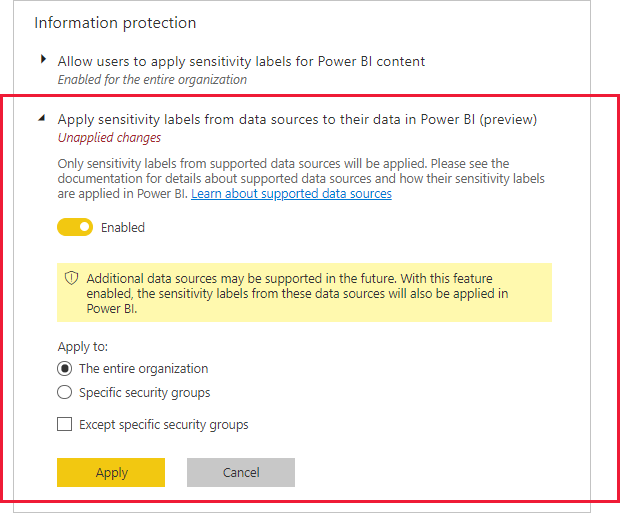 Information protection
Allow users to apply sensitivity labels for Power BI content
Enabled for the entire organization
Apply sensitivity labels from data sources to their data in Power BI (preview)
Unapplied changes
Only sensitivity labels from supported data sources will be applied. Please see the
documentation for details about supported data sources and how their sensitivity labels
are applied in Power BI. Learn about supported data sources
Enabled
Additional data sources may be supported in the future. With this feature
enabled, the sensitivity labels from these data sources will also be applied in
Power BI.
Apply to:
The entire organization
Specific security groups
Except specific security groups
Apply
Cancel